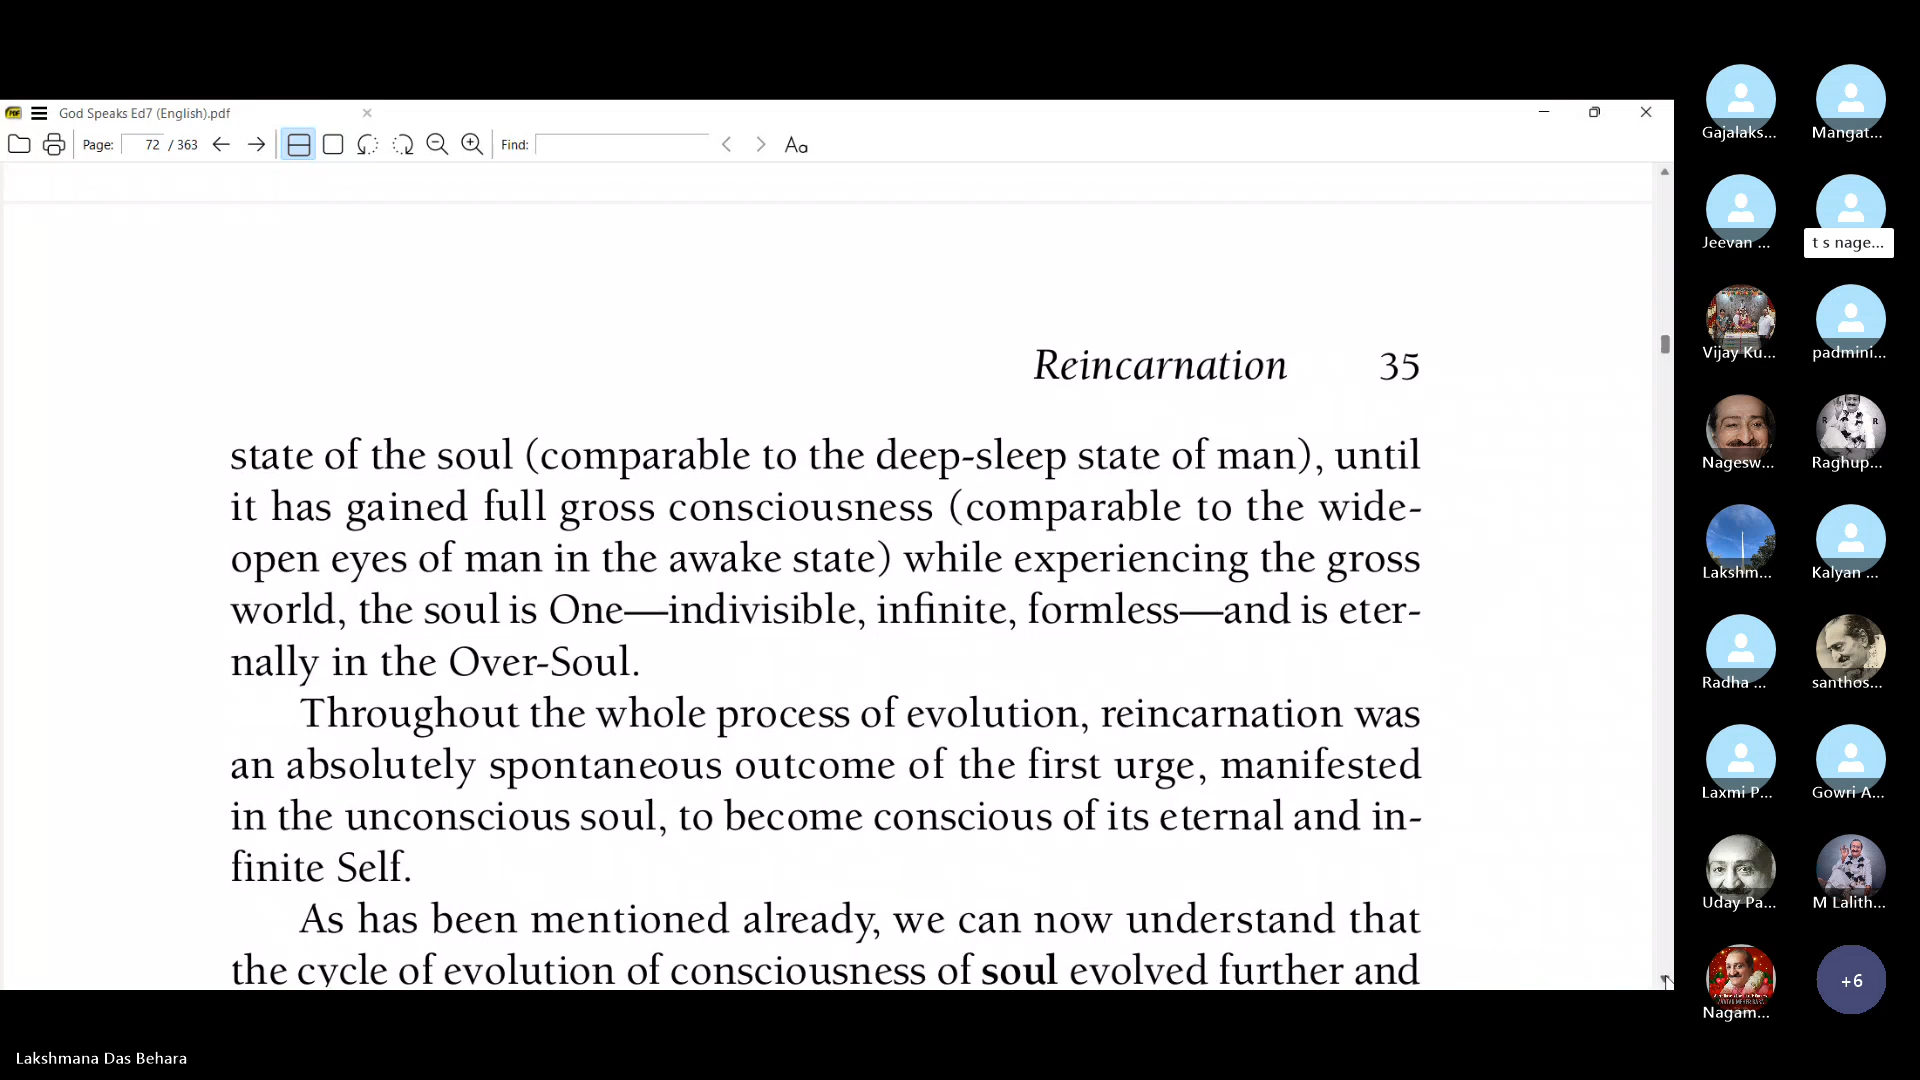 God Speaks Ed7 (English).pdf
Page: 72 / 363
Find:
Aa
Reincarnation 35
state of the soul (comparable to the deep-sleep state of man), until
it has gained full gross consciousness (comparable to the wide-
open eyes of man in the awake state) while experiencing the gross
world, the soul is One—indivisible, infinite, formless—and is eter-
nally in the Over-Soul.
Throughout the whole process of evolution, reincarnation was
an absolutely spontaneous outcome of the first urge, manifested
in the unconscious soul, to become conscious of its eternal and in-
finite Self.
As has been mentioned already, we can now understand that
the cycle of evolution of consciousness of soul evolved further and
Gajalaks...
Mangat...
Jeevan ...
t s nage...
Vijay Ku...
padmini...
Nagesw...
Raghup...
Lakshm...
Kalyan ...
Radha ...
santhos...
Laxmi P...
Gowri A...
Uday Pa...
M Lalith...
Nagam...
+6
Lakshmana Das Behara